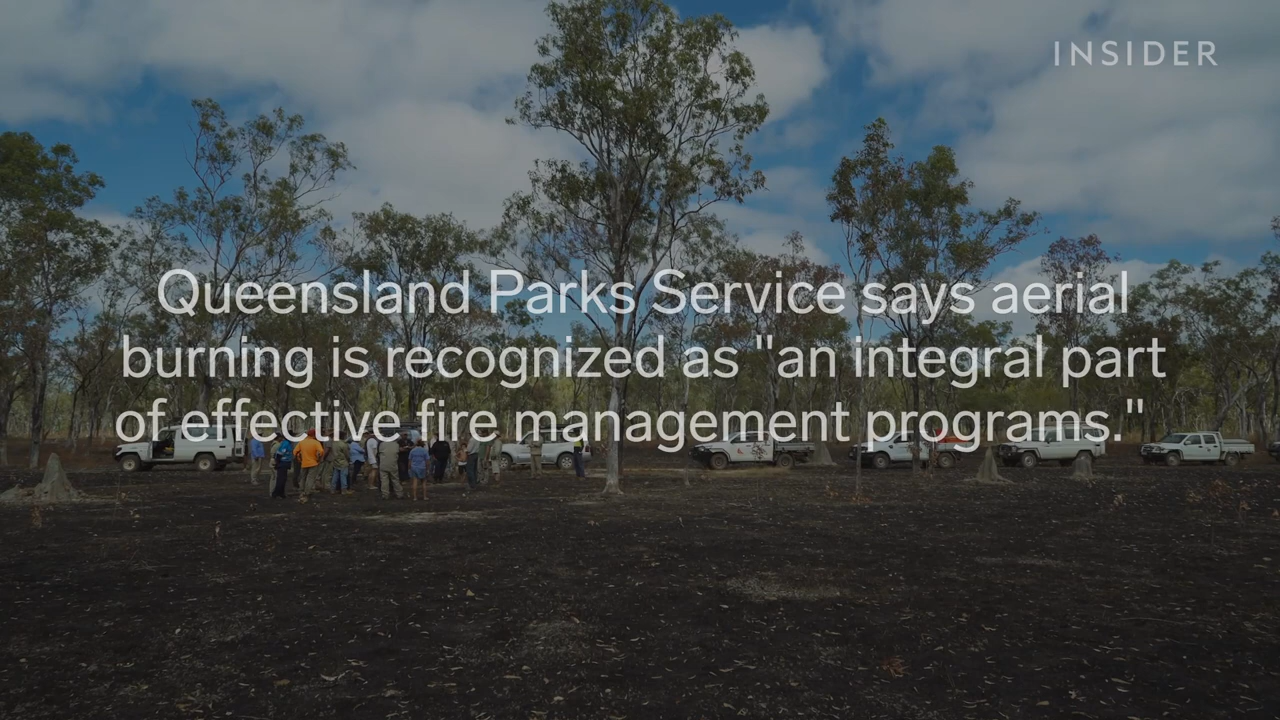 INSIDER
Queensland Parks Service says aerial
burning is recognized as "an integral part
of effective fire management programs."